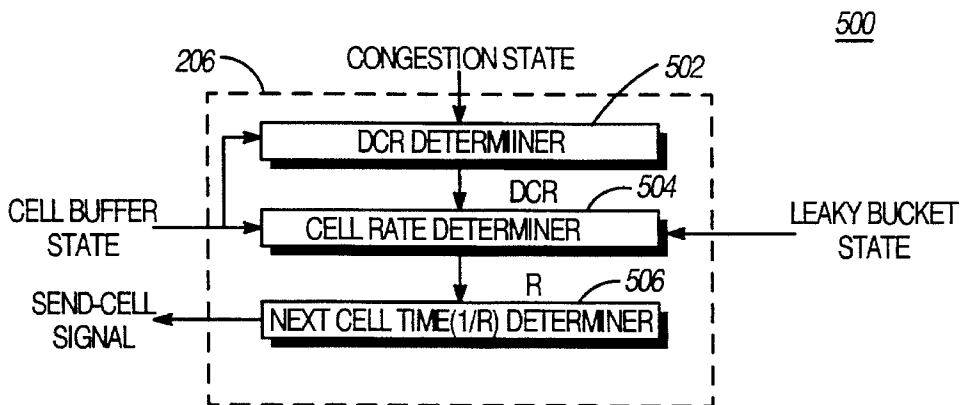 500
206
CONGESTION STATE
502
DCR DETERMIINER
DCR
504
CELL BUFFER
STATE
CELL RATE DETERMINER
LEAKY BUCKET
STATE
R
506
SEND-CELL
SIGNAL
NEXT CELL TIME(1/R) DETERMINER